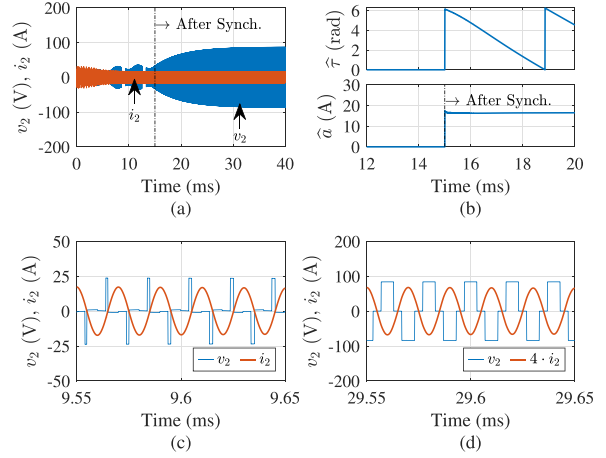 200
100
0
-100
-200
v₂ (V), i₂ (A)
→ After Synch.
i₂
v₂
0 10 20 30 40
Time (ms)
(a)
6
4
2
0
τ̂ (rad)
30
20
10
0
â (A)
→ After Synch.
12 14 16 18 20
Time (ms)
(b)
50
25
0
-25
-50
v₂ (V), i₂ (A)
v₂ i₂
9.55 9.6 9.65
Time (ms)
(c)
200
100
0
-100
-200
v₂ (V), i₂ (A)
v₂ 4 · i₂
29.55 29.6 29.65
Time (ms)
(d)